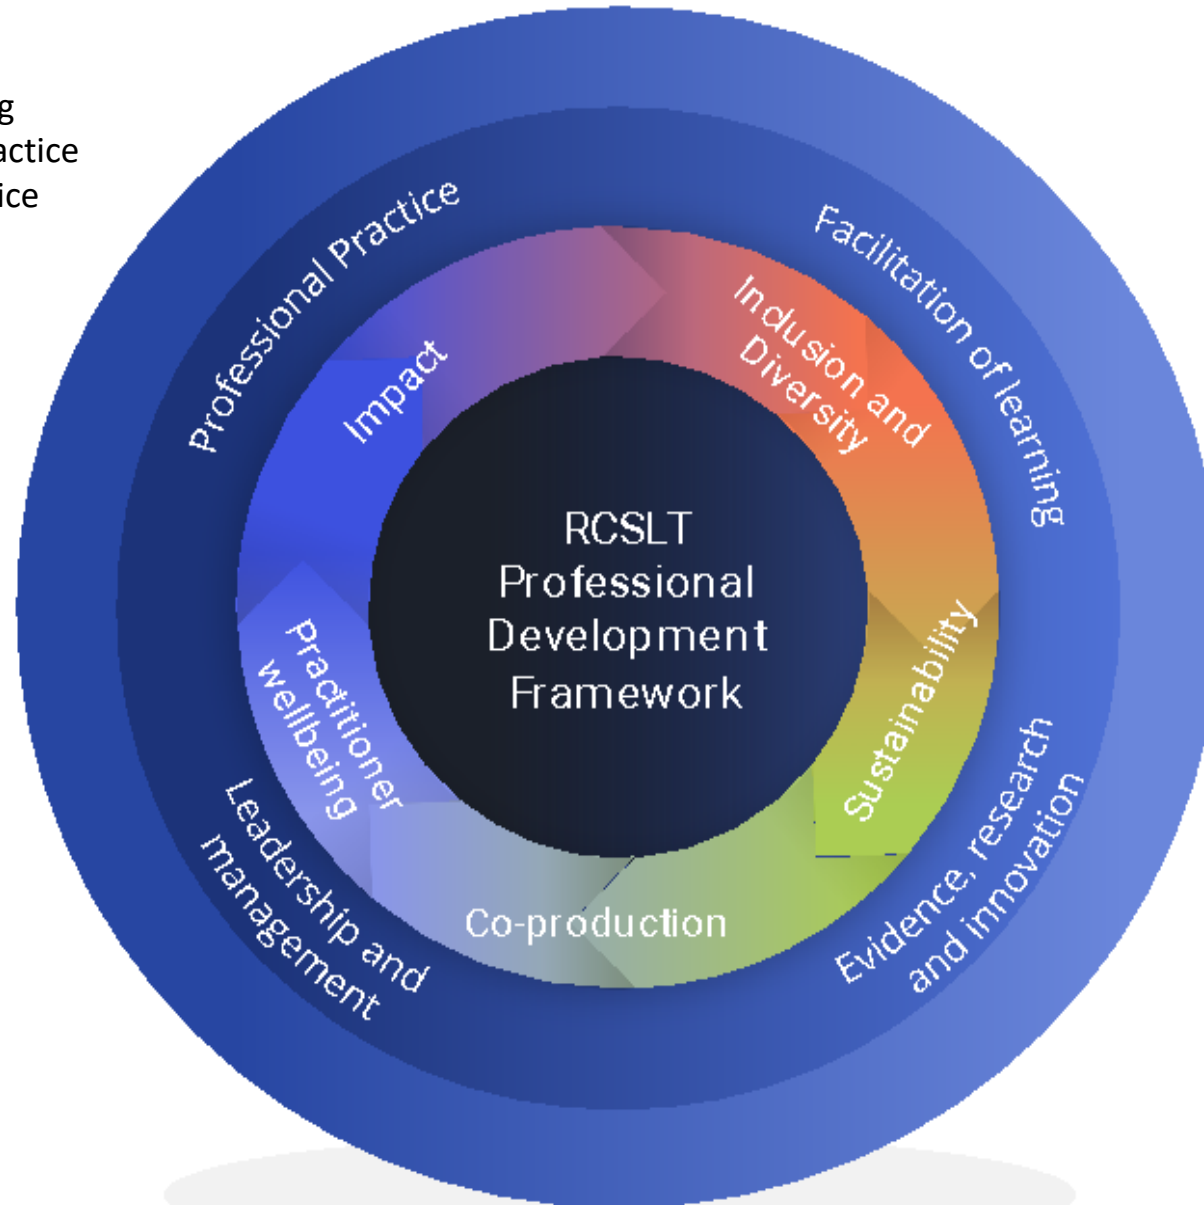 Professional Practice
Facilitation of learning
Impact
Inclusion and
Diversity
RCSLT
Professional
Development
Framework
Practitioner
wellbeing
Sustainability
Co-production
Leadership and
management
Evidence, research
and innovation